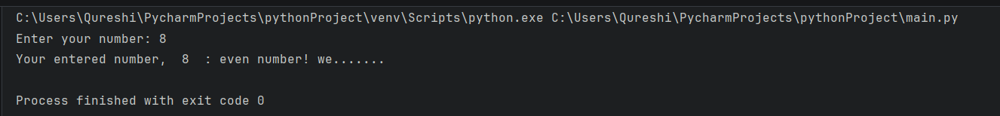 C:\Users\Qureshi\PycharmProjects\pythonProject\venv\Scripts\python.exe C:\Users\Qureshi\PycharmProjects\pythonProject\main.py
Enter your number: 8
Your entered number,  8  : even number! we.......
Process finished with exit code 0